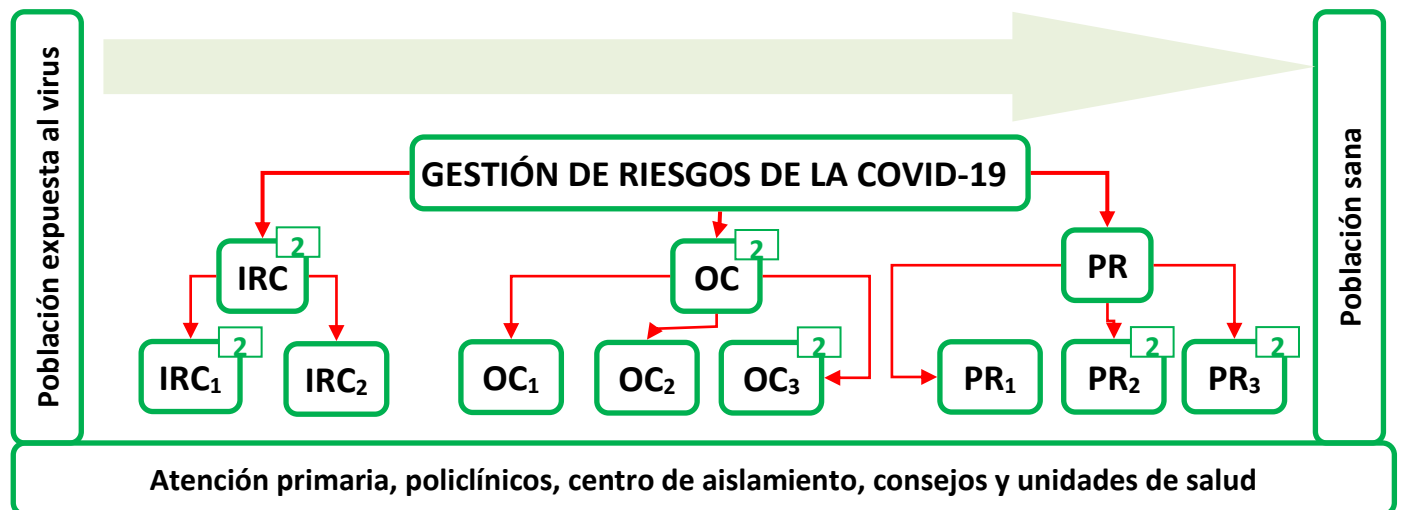 Población expuesta al virus
GESTIÓN DE RIESGOS DE LA COVID-19
Población sana
2
IRC
2
OC
PR
2
IRC₁
IRC₂
OC₁
OC₂
2
OC₃
PR₁
2
PR₂
2
PR₃
Atención primaria, policlínicos, centro de aislamiento, consejos y unidades de salud